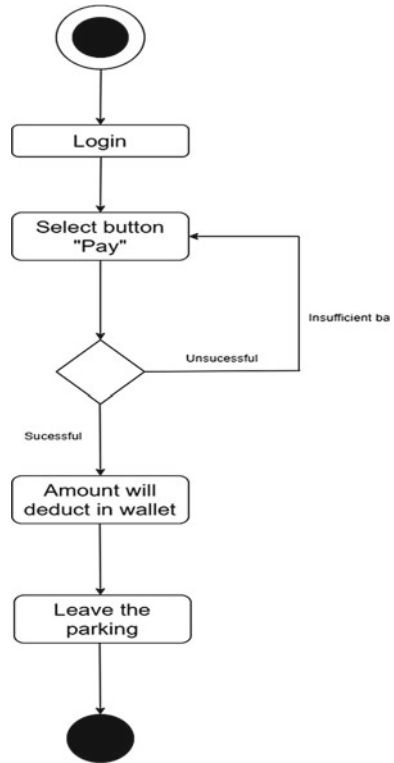 Login
Select button
"Pay"
Insufficient ba
Unsucessful
Sucessful
Amount will
deduct in wallet
Leave the
parking